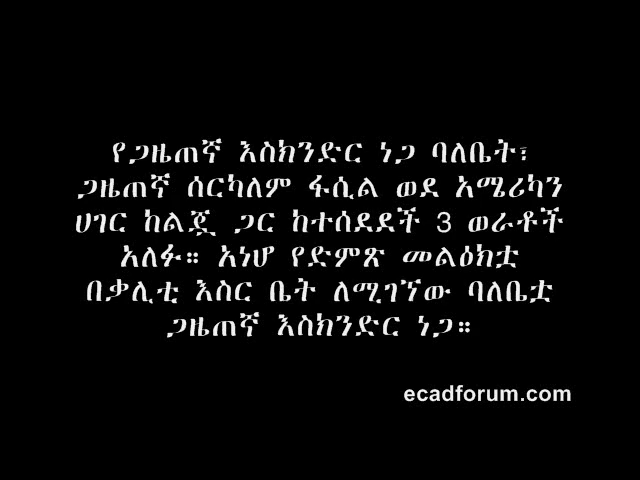 የጋዜጠኛ እስክንድር ነጋ ባለቤት፣
ጋዜጠኛ ሰርካለም ፋሲል ወደ አሜሪካን
ሀገር ከልጇ ጋር ከተሰደደች 3 ወራቶች
አለፉ። አነሆ የድምጽ መልዕክቷ
በቃሊቲ እስር ቤት ለሚገኘው ባለቤቷ
ጋዜጠኛ እስክንድር ነጋ።
ecadforum.com